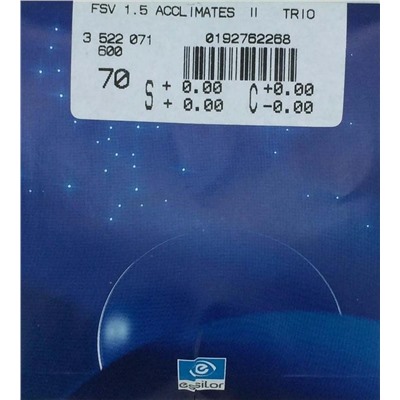 FSV 1.5 ACCLIMATES II TRIO
3 522 071 0192762268
600
70 S + 0.00 C +0.00
+ 0.00 -0.00
essilor